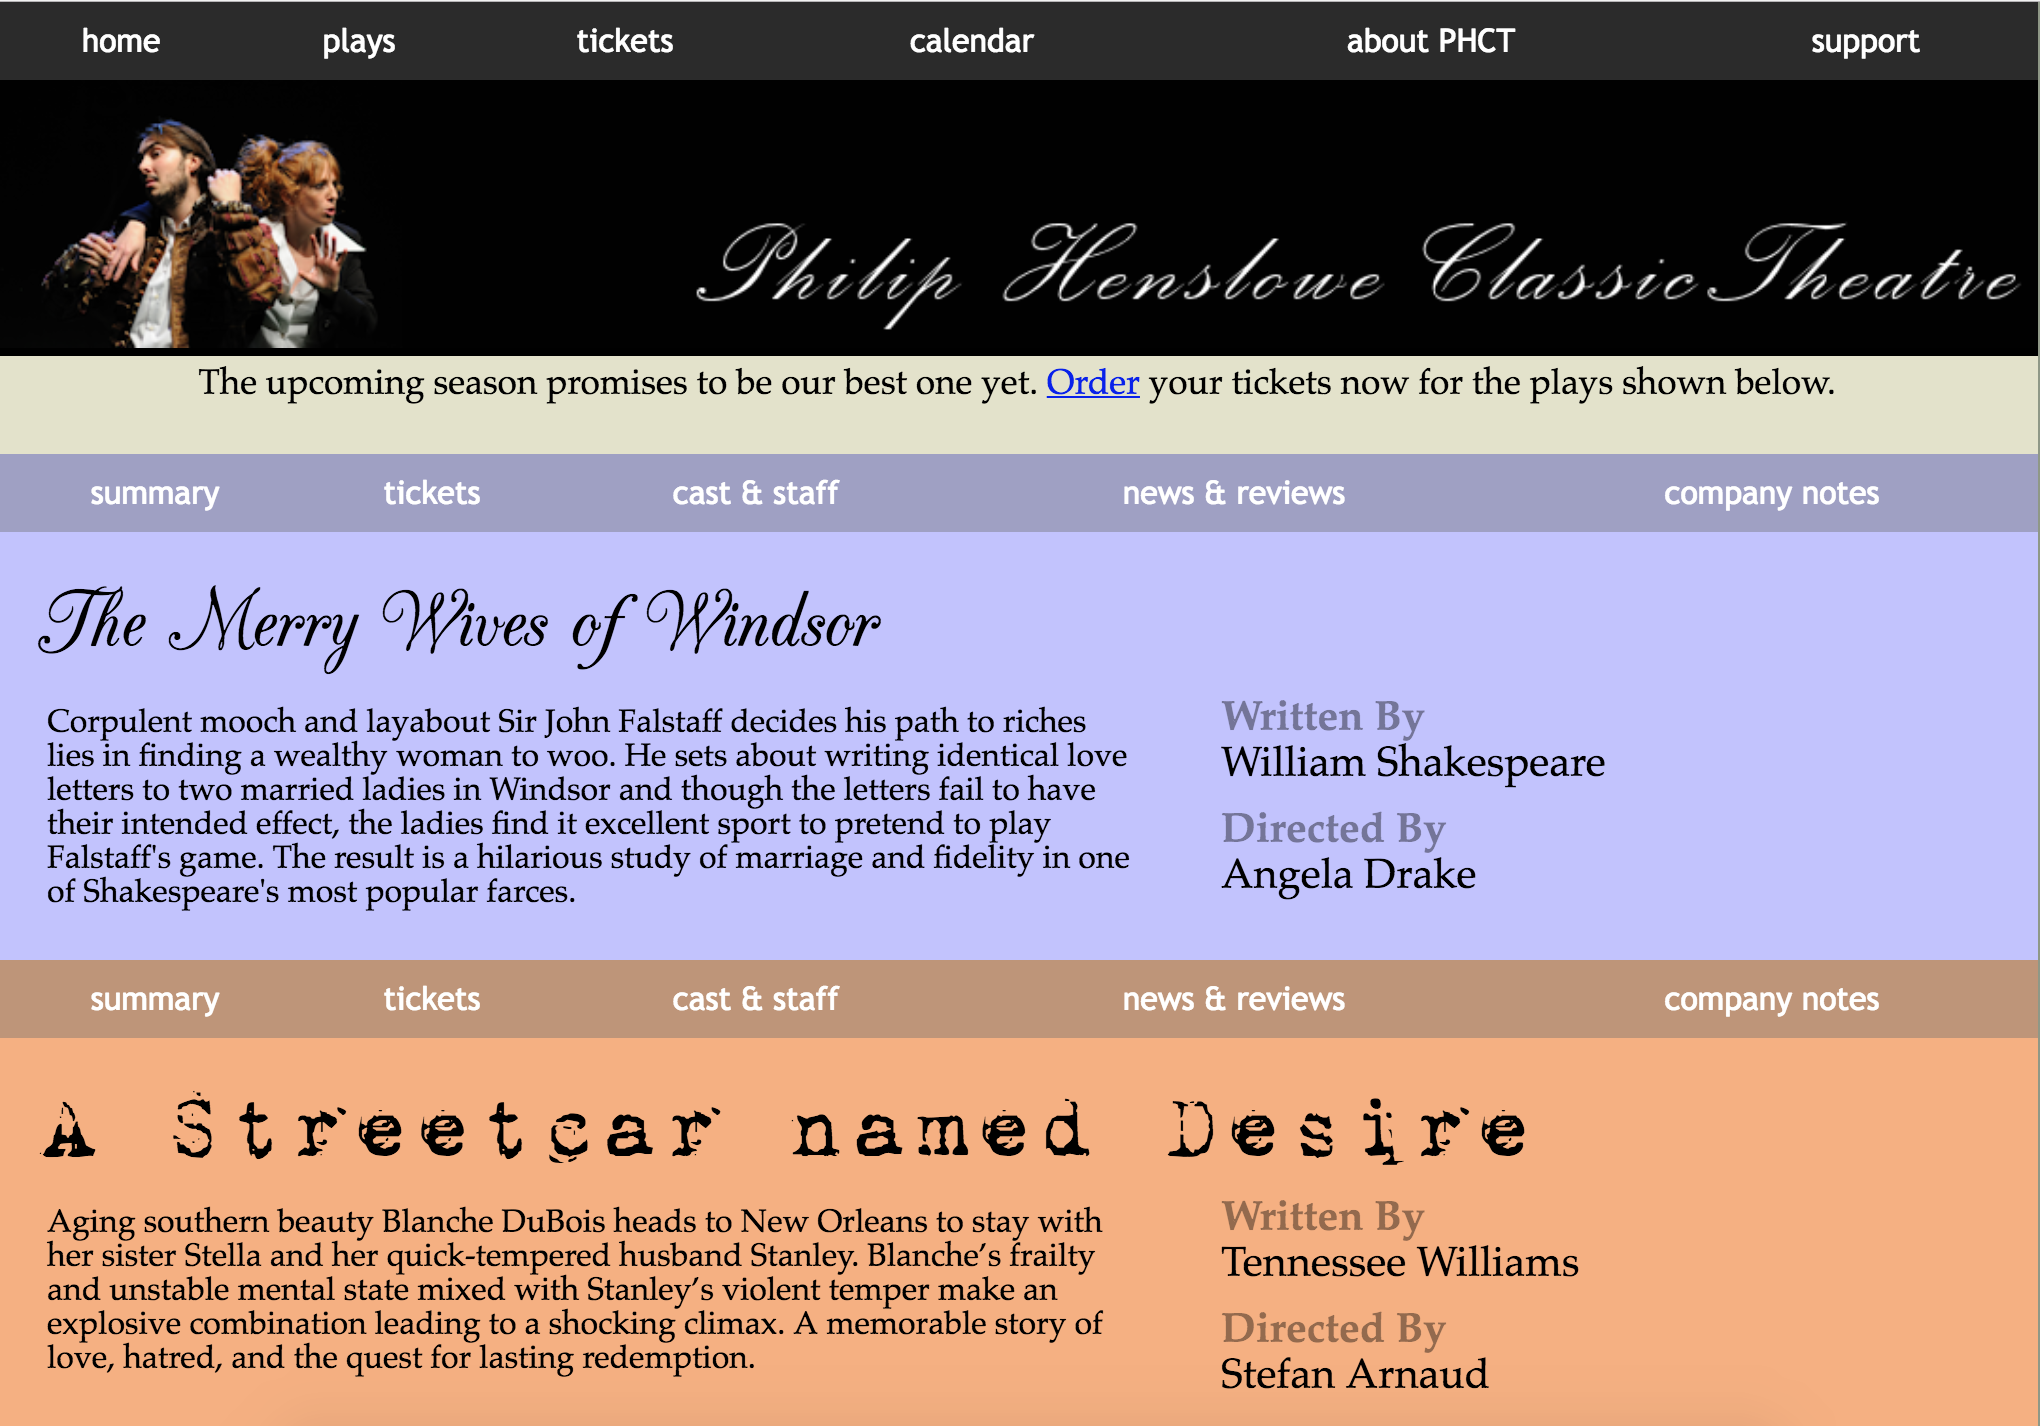 home plays tickets calendar about PHCT support
Philip Henslowe Classic Theatre
The upcoming season promises to be our best one yet. Order your tickets now for the plays shown below.
summary tickets cast & staff news & reviews company notes
The Merry Wives of Windsor
Corpulent mooch and layabout Sir John Falstaff decides his path to riches
lies in finding a wealthy woman to woo. He sets about writing identical love
letters to two married ladies in Windsor and though the letters fail to have
their intended effect, the ladies find it excellent sport to pretend to play
Falstaff's game. The result is a hilarious study of marriage and fidelity in one
of Shakespeare's most popular farces.
Written By
William Shakespeare
Directed By
Angela Drake
summary tickets cast & staff news & reviews company notes
A Streetcar named Desire
Aging southern beauty Blanche DuBois heads to New Orleans to stay with
her sister Stella and her quick-tempered husband Stanley. Blanche’s frailty
and unstable mental state mixed with Stanley’s violent temper make an
explosive combination leading to a shocking climax. A memorable story of
love, hatred, and the quest for lasting redemption.
Written By
Tennessee Williams
Directed By
Stefan Arnaud